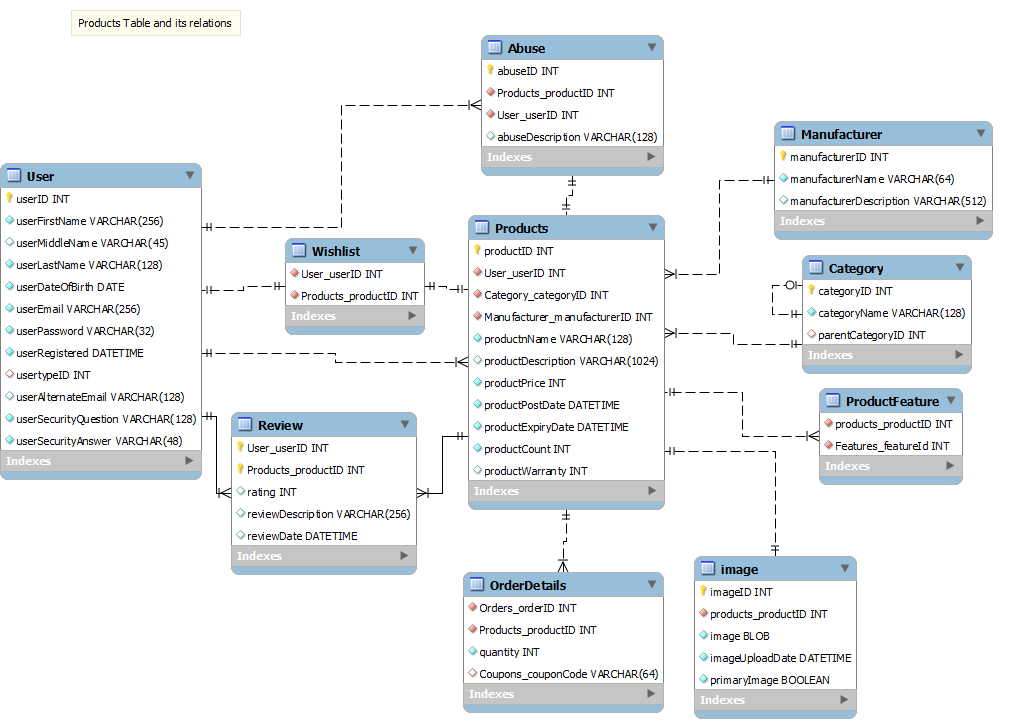 Products Table and its relations
Abuse
abuseID INT
Products_productID INT
User_userID INT
abuseDescription VARCHAR(128)
Indexes
Manufacturer
manufacturerID INT
manufacturerName VARCHAR(64)
manufacturerDescription VARCHAR(512)
Indexes
User
userID INT
userFirstName VARCHAR(256)
userMiddleName VARCHAR(45)
userLastName VARCHAR(128)
userDateOfBirth DATE
userEmail VARCHAR(256)
userPassword VARCHAR(32)
userRegistered DATETIME
usertypeID INT
userAlternateEmail VARCHAR(128)
userSecurityQuestion VARCHAR(128)
userSecurityAnswer VARCHAR(48)
Indexes
Wishlist
User_userID INT
Products_productID INT
Indexes
Products
productID INT
User_userID INT
Category_categoryID INT
Manufacturer_manufacturerID INT
productnName VARCHAR(128)
productDescription VARCHAR(1024)
productPrice INT
productPostDate DATETIME
productExpiryDate DATETIME
productCount INT
productWarranty INT
Indexes
Category
categoryID INT
categoryName VARCHAR(128)
parentCategoryID INT
Indexes
ProductFeature
products_productID INT
Features_featureId INT
Indexes
Review
User_userID INT
Products_productID INT
rating INT
reviewDescription VARCHAR(256)
reviewDate DATETIME
Indexes
OrderDetails
Orders_orderID INT
Products_productID INT
quantity INT
Coupons_couponCode VARCHAR(64)
Indexes
image
imageID INT
products_productID INT
image BLOB
imageUploadDate DATETIME
primaryImage BOOLEAN
Indexes